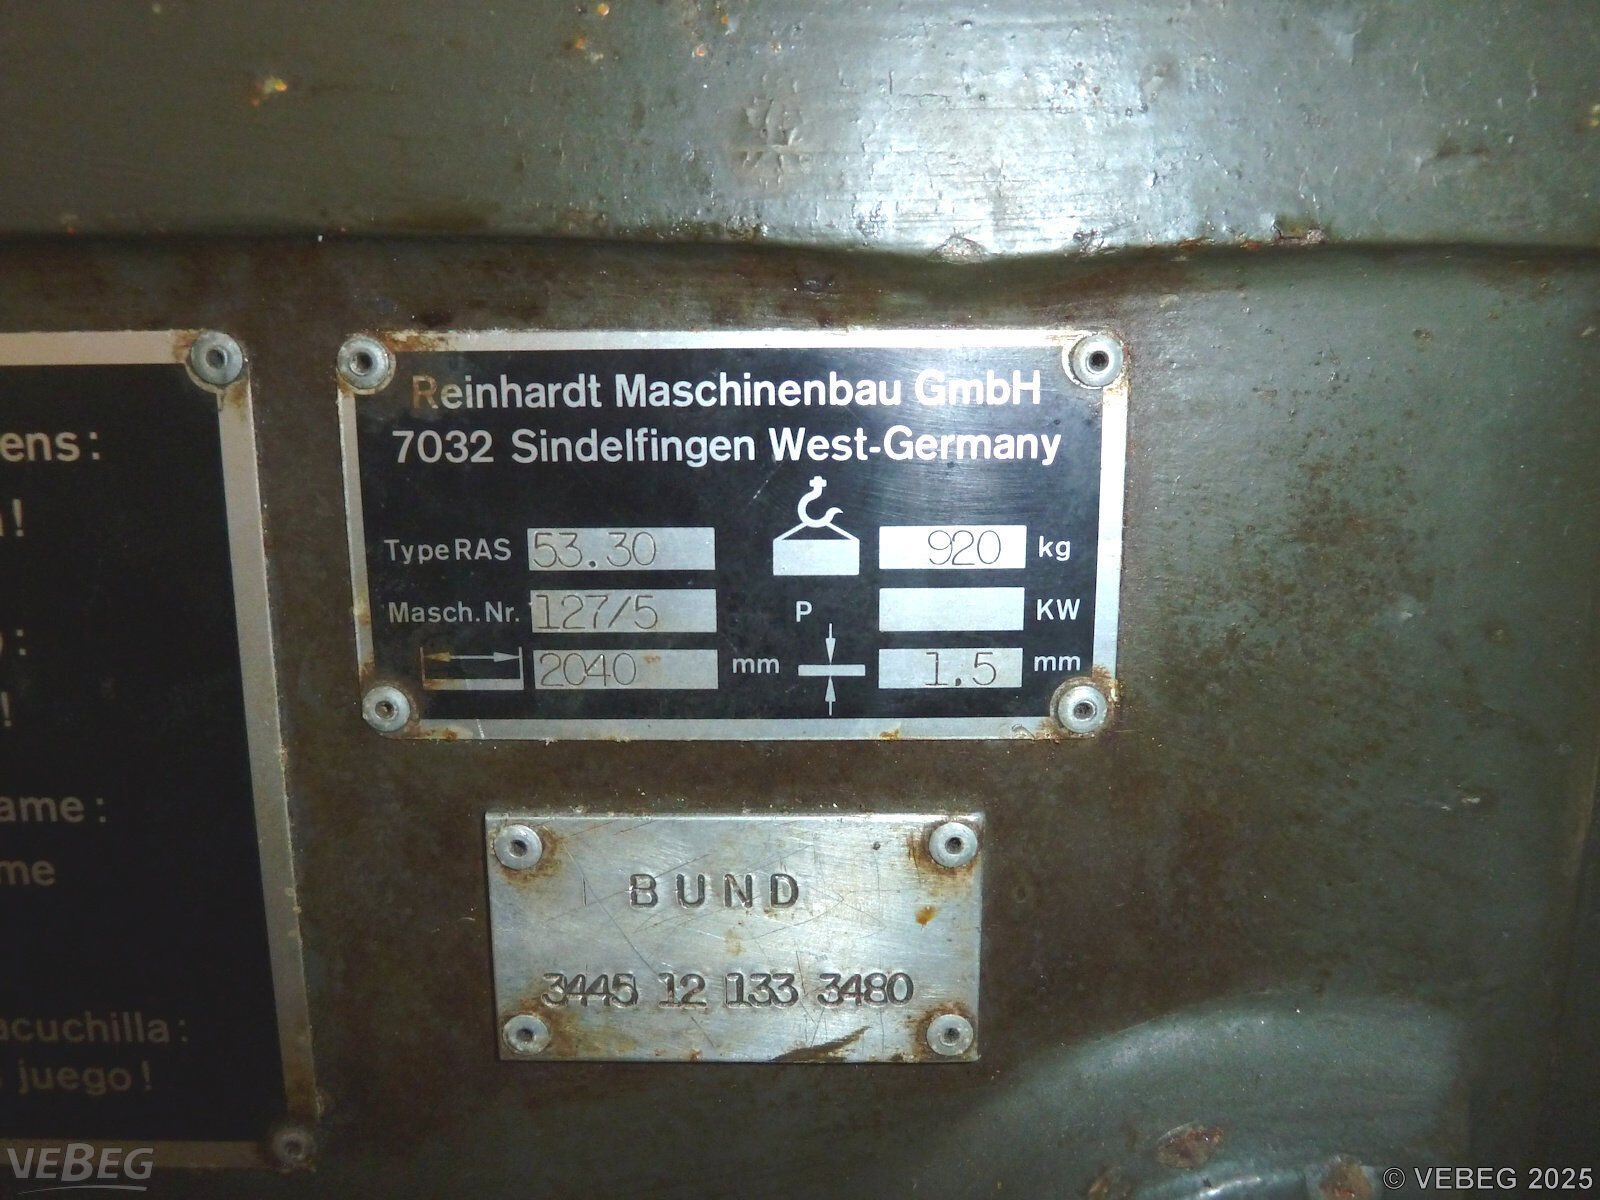 ens:
!
:
!
ame:
me
acuchilla:
juego!
Reinhardt Maschinenbau GmbH
7032 Sindelfingen West-Germany
Type RAS 53.30 920 kg
Masch. Nr. 127/5 P KW
2040 mm 1.5 mm
BUND
3445 12 133 3480
VEBEG
© VEBEG 2025